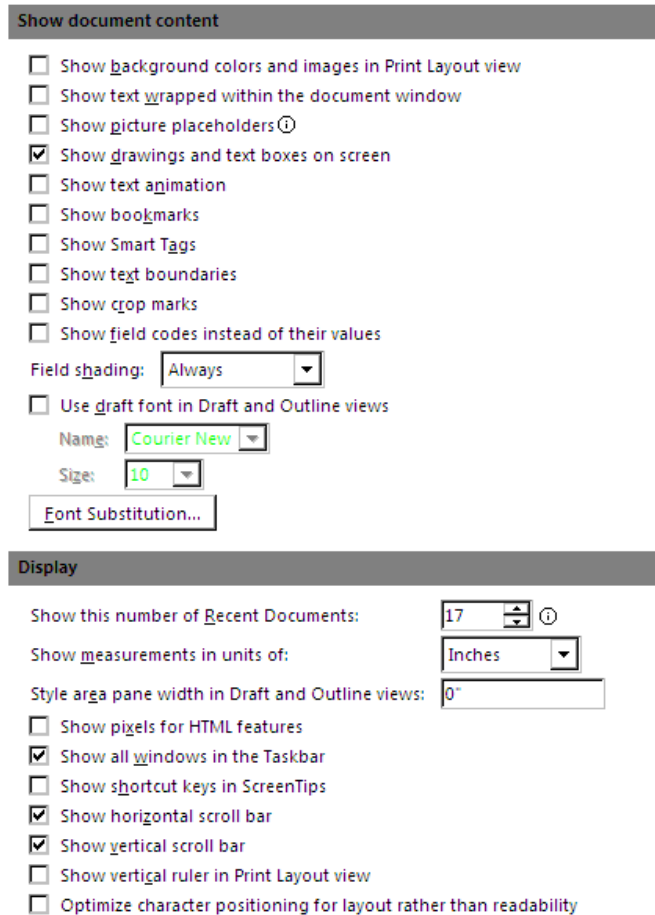 Show document content
Show background colors and images in Print Layout view
Show text wrapped within the document window
Show picture placeholders
Show drawings and text boxes on screen
Show text animation
Show bookmarks
Show Smart Tags
Show text boundaries
Show crop marks
Show field codes instead of their values
Field shading: Always
Use draft font in Draft and Outline views
Name: Courier New
Size: 10
Font Substitution...
Display
Show this number of Recent Documents: 17
Show measurements in units of: Inches
Style area pane width in Draft and Outline views: 0"
Show pixels for HTML features
Show all windows in the Taskbar
Show shortcut keys in ScreenTips
Show horizontal scroll bar
Show vertical scroll bar
Show vertical ruler in Print Layout view
Optimize character positioning for layout rather than readability